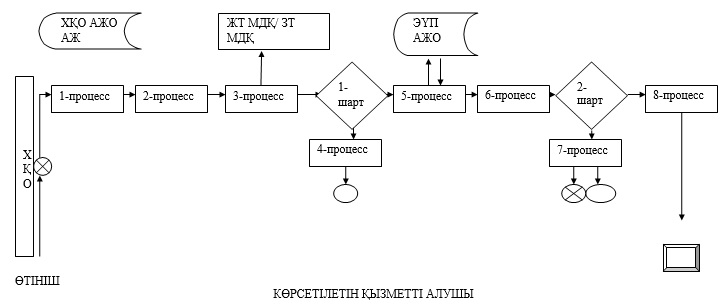 ХҚО АЖО
АЖ
ЖТ МДҚ/ ЗТ
МДҚ
ЭҮП
АЖО
1-процесс
2-процесс
3-процесс
1-
шарт
5-процесс
6-процесс
2-
шарт
8-процесс
Х
Қ
О
4-процесс
7-процесс
ӨТІНІШ
КӨРСЕТІЛЕТІН ҚЫЗМЕТТІ АЛУШЫ